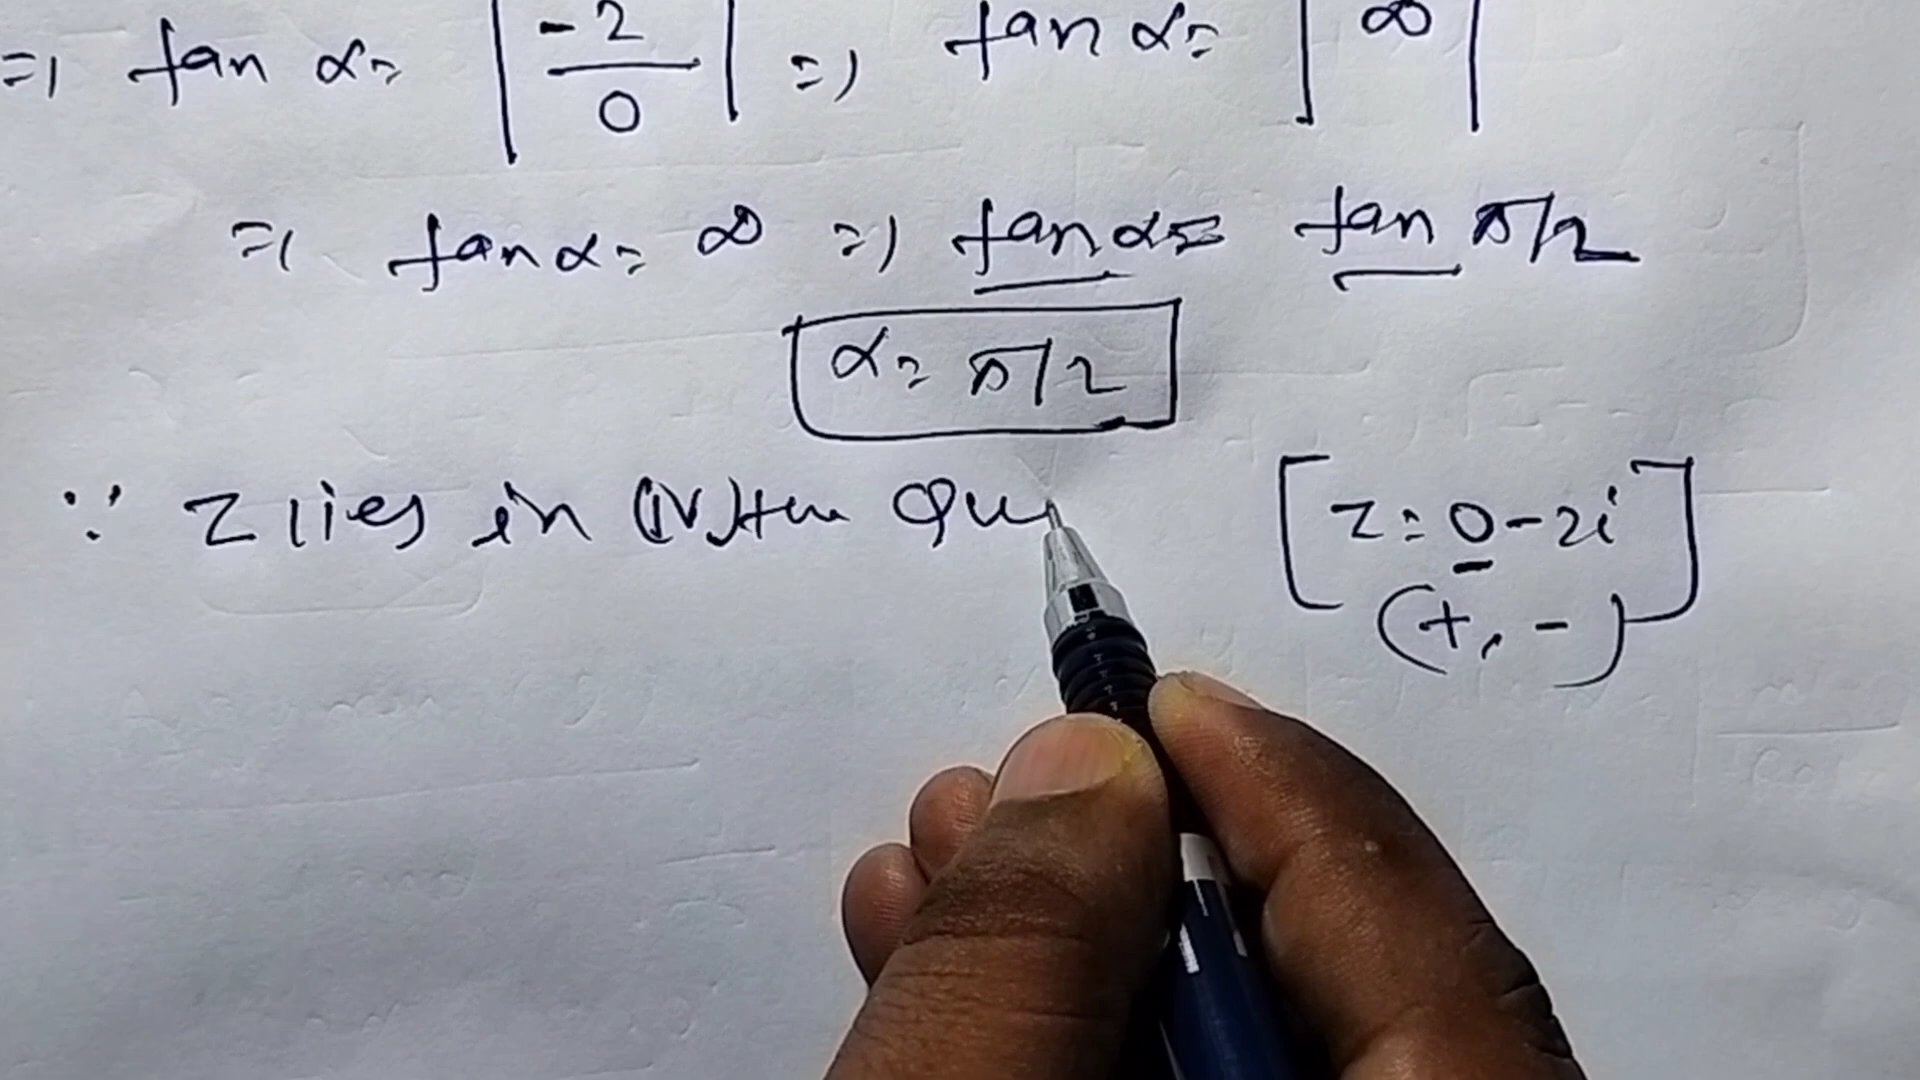 =) tan α = | -2/0 | =) tan α = | ∞ |
=) tan α = ∞ =) tan α = tan π/2
α = π/2
∵ Z lies in (IV)th Qu [ Z = 0 - 2i ]
(+, -)